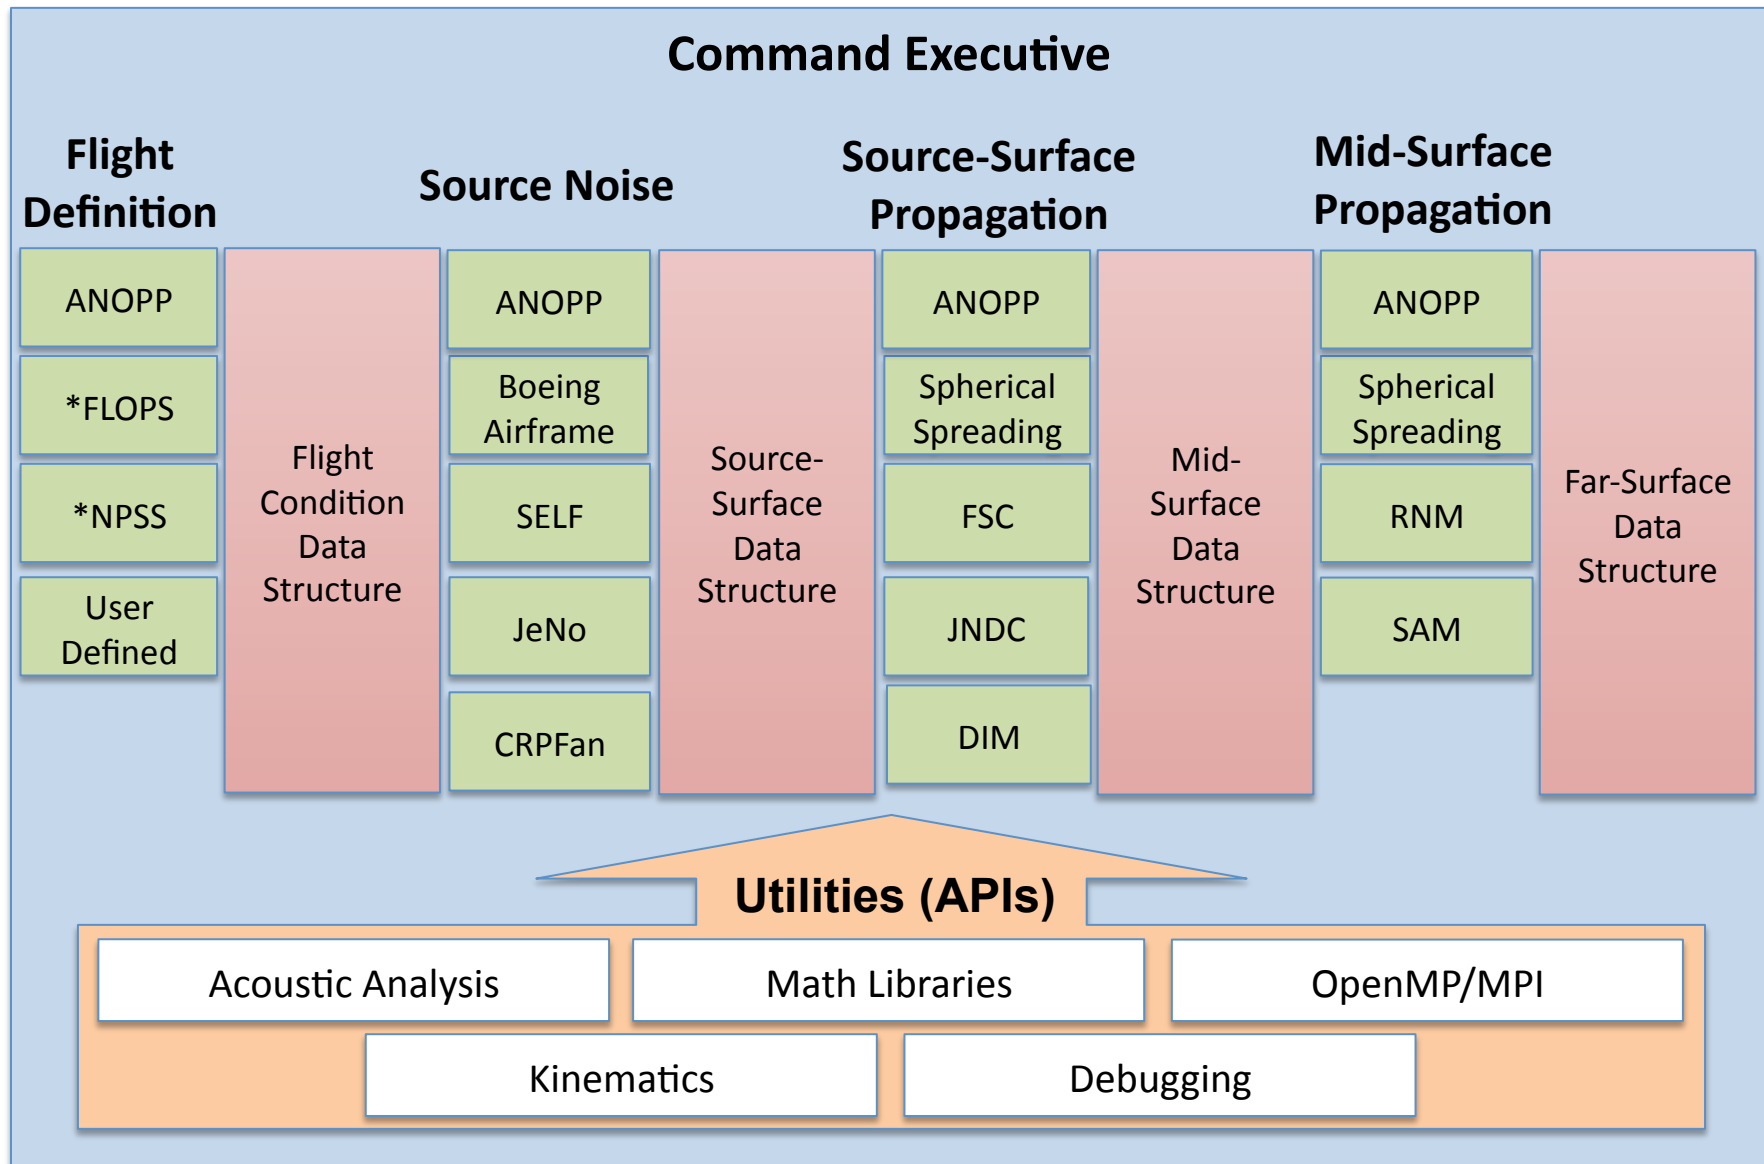 Command Executive
Flight
Definition
Source Noise
Source-Surface
Propagation
Mid-Surface
Propagation
ANOPP
*FLOPS
*NPSS
User
Defined
Flight
Condition
Data
Structure
ANOPP
Boeing
Airframe
SELF
JeNo
CRPFan
Source-
Surface
Data
Structure
ANOPP
Spherical
Spreading
FSC
JNDC
DIM
Mid-
Surface
Data
Structure
ANOPP
Spherical
Spreading
RNM
SAM
Far-Surface
Data
Structure
Utilities (APIs)
Acoustic Analysis
Math Libraries
OpenMP/MPI
Kinematics
Debugging